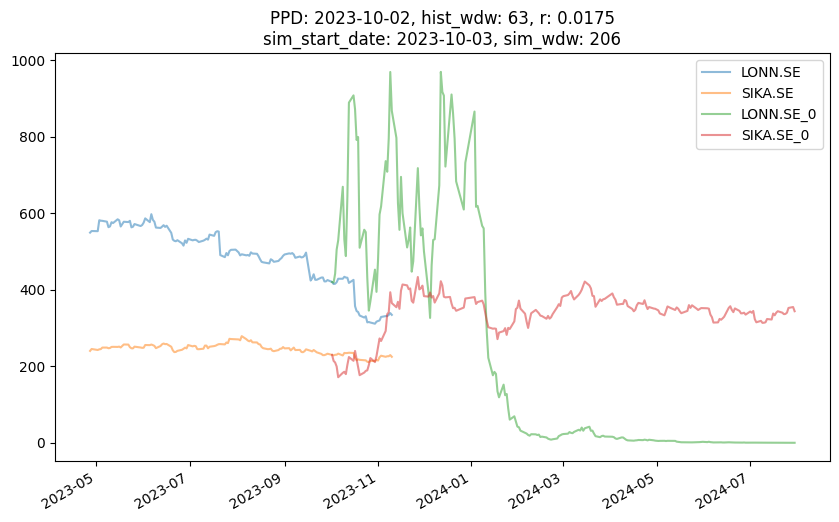 PPD: 2023-10-02, hist_wdw: 63, r: 0.0175
sim_start_date: 2023-10-03, sim_wdw: 206
1000
800
600
400
200
0
LONN.SE
SIKA.SE
LONN.SE_0
SIKA.SE_0
2023-05
2023-07
2023-09
2023-11
2024-01
2024-03
2024-05
2024-07